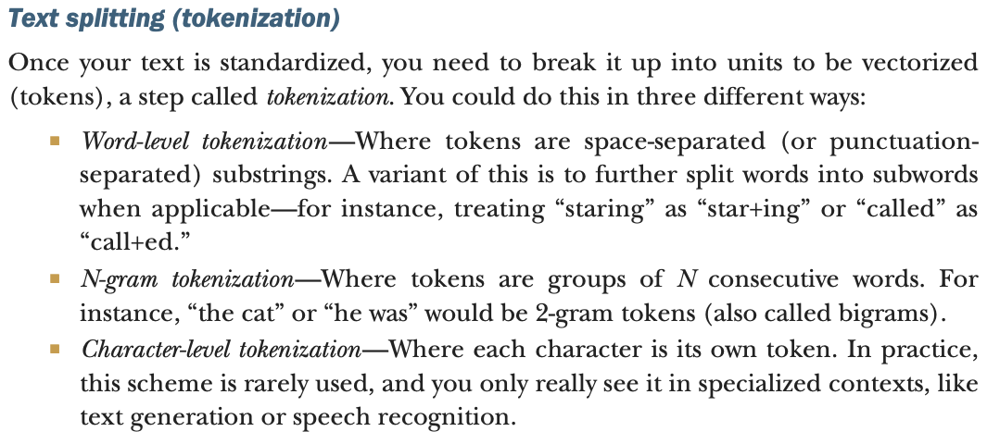 Text splitting (tokenization)
Once your text is standardized, you need to break it up into units to be vectorized
(tokens), a step called tokenization. You could do this in three different ways:
■ Word-level tokenization—Where tokens are space-separated (or punctuation-
separated) substrings. A variant of this is to further split words into subwords
when applicable—for instance, treating “staring” as “star+ing” or “called” as
“call+ed.”
■ N-gram tokenization—Where tokens are groups of N consecutive words. For
instance, “the cat” or “he was” would be 2-gram tokens (also called bigrams).
■ Character-level tokenization—Where each character is its own token. In practice,
this scheme is rarely used, and you only really see it in specialized contexts, like
text generation or speech recognition.